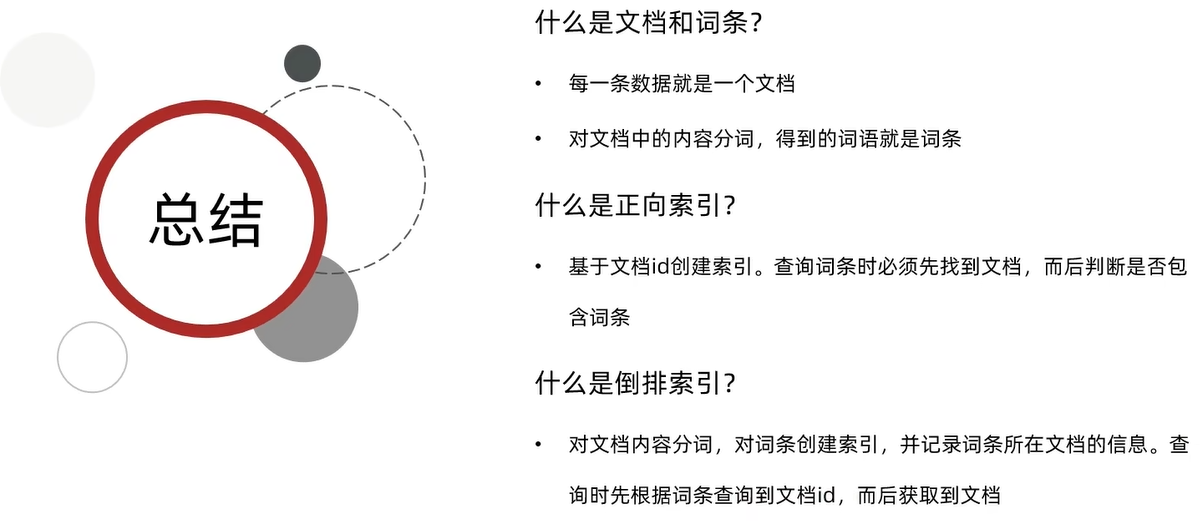 总结
什么是文档和词条？
• 每一条数据就是一个文档
• 对文档中的内容分词，得到的词语就是词条
什么是正向索引？
• 基于文档id创建索引。查询词条时必须先找到文档，而后判断是否包
含词条
什么是倒排索引？
• 对文档内容分词，对词条创建索引，并记录词条所在文档的信息。查
询时先根据词条查询到文档id，而后获取到文档